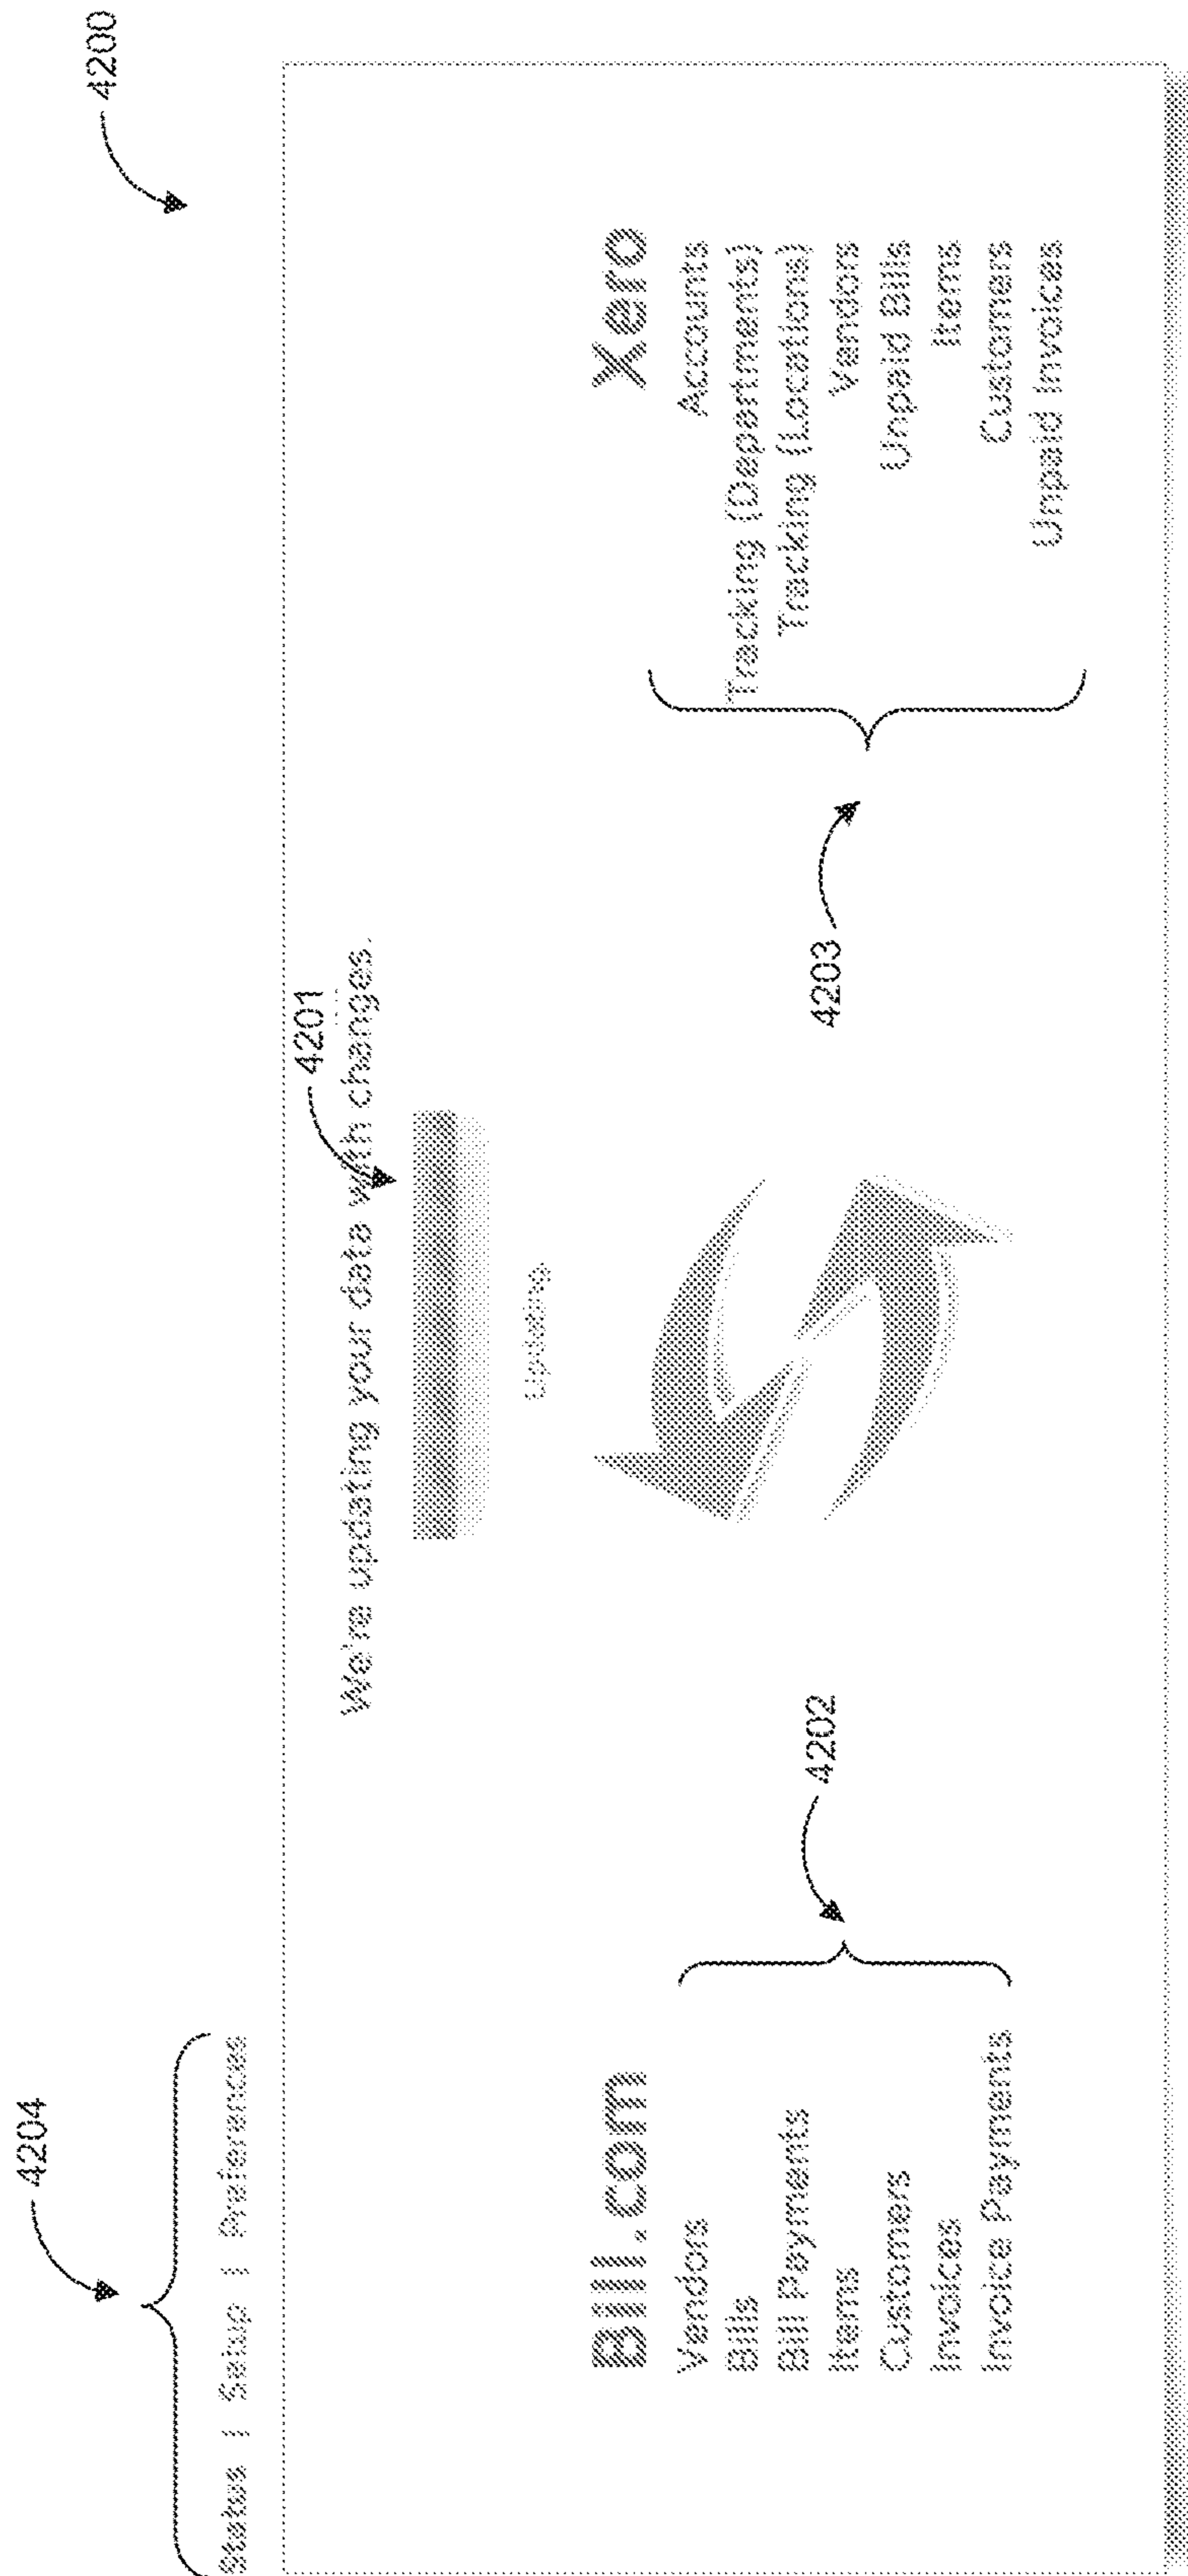 4204
4200
Status | Setup | Preferences
4201
We're updating your data with changes.
Updating
Bill.com
Vendors
Bills
Bill Payments
Items
Customers
Invoices
Invoice Payments
4202
4203
Xero
Accounts
Tracking (Departments)
Tracking (Locations)
Vendors
Unpaid Bills
Items
Customers
Unpaid Invoices